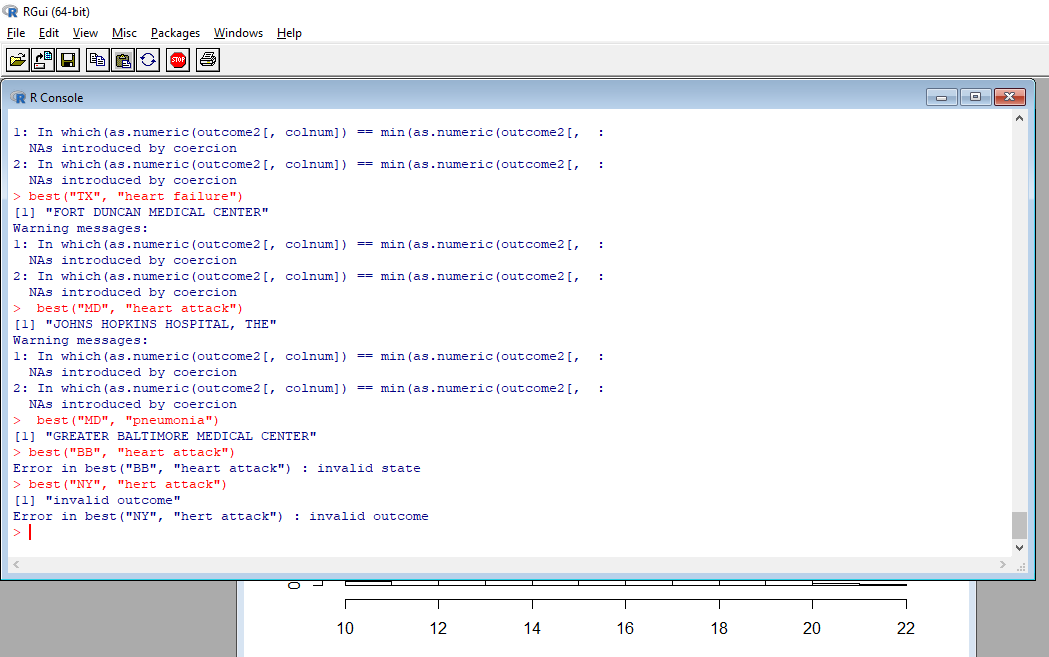 RGui (64-bit)
File Edit View Misc Packages Windows Help
STOP
R Console
1: In which(as.numeric(outcome2[, colnum]) == min(as.numeric(outcome2[,  :
  NAs introduced by coercion
2: In which(as.numeric(outcome2[, colnum]) == min(as.numeric(outcome2[,  :
  NAs introduced by coercion
> best("TX", "heart failure")
[1] "FORT DUNCAN MEDICAL CENTER"
Warning messages:
1: In which(as.numeric(outcome2[, colnum]) == min(as.numeric(outcome2[,  :
  NAs introduced by coercion
2: In which(as.numeric(outcome2[, colnum]) == min(as.numeric(outcome2[,  :
  NAs introduced by coercion
>  best("MD", "heart attack")
[1] "JOHNS HOPKINS HOSPITAL, THE"
Warning messages:
1: In which(as.numeric(outcome2[, colnum]) == min(as.numeric(outcome2[,  :
  NAs introduced by coercion
2: In which(as.numeric(outcome2[, colnum]) == min(as.numeric(outcome2[,  :
  NAs introduced by coercion
>  best("MD", "pneumonia")
[1] "GREATER BALTIMORE MEDICAL CENTER"
> best("BB", "heart attack")
Error in best("BB", "heart attack") : invalid state
> best("NY", "hert attack")
[1] "invalid outcome"
Error in best("NY", "hert attack") : invalid outcome
>
0
10 12 14 16 18 20 22